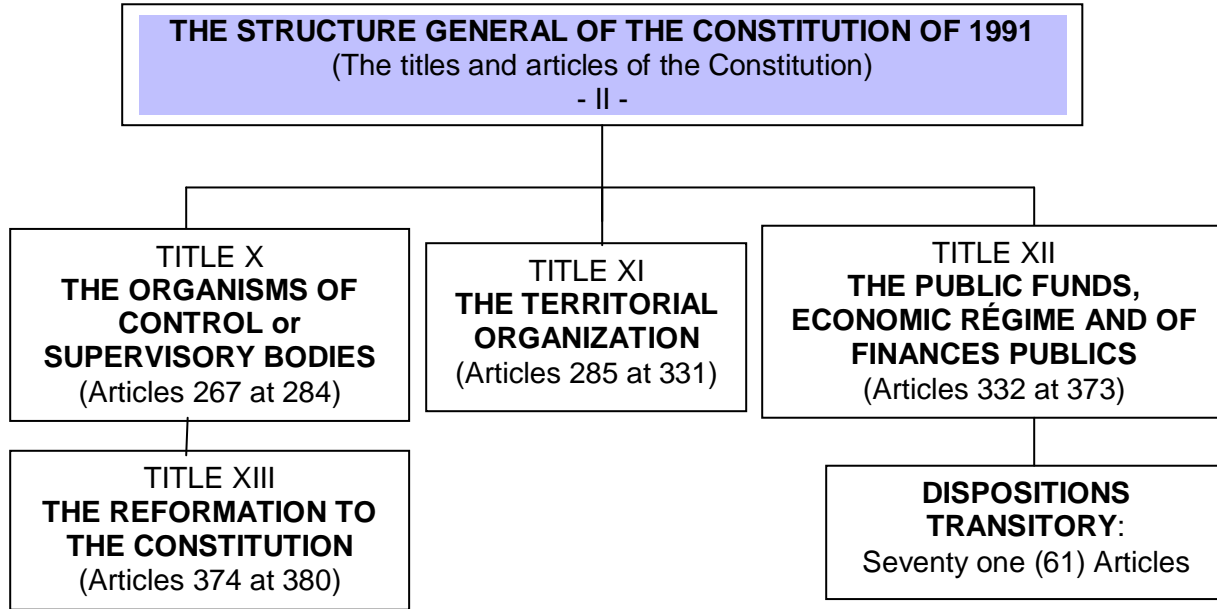 THE STRUCTURE GENERAL OF THE CONSTITUTION OF 1991
(The titles and articles of the Constitution)
- II -
TITLE X
THE ORGANISMS OF
CONTROL or
SUPERVISORY BODIES
(Articles 267 at 284)
TITLE XI
THE TERRITORIAL
ORGANIZATION
(Articles 285 at 331)
TITLE XII
THE PUBLIC FUNDS,
ECONOMIC RÉGIME AND OF
FINANCES PUBLICS
(Articles 332 at 373)
TITLE XIII
THE REFORMATION TO
THE CONSTITUTION
(Articles 374 at 380)
DISPOSITIONS
TRANSITORY:
Seventy one (61) Articles